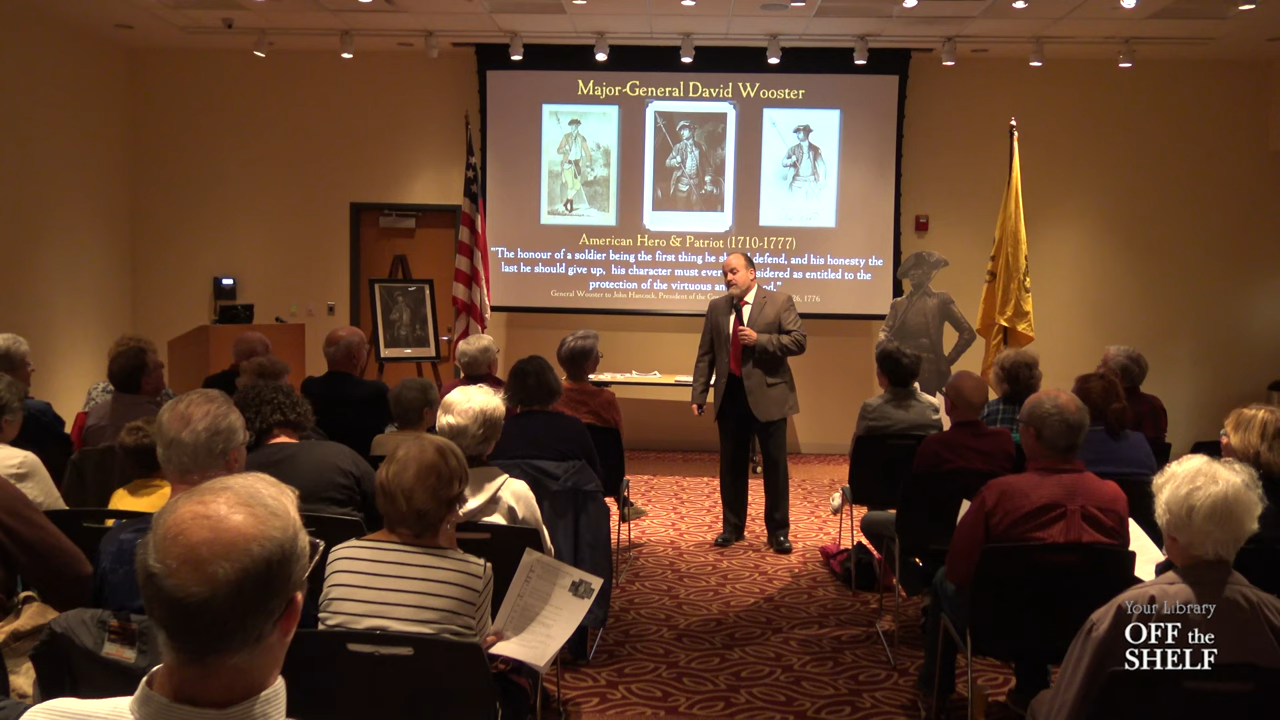 Major-General David Wooster
American Hero & Patriot (1710-1777)
"The honour of a soldier being the first thing he defend, and his honesty the
last he should give up, his character must ever considered as entitled to the
protection of the virtuous and
General Wooster to John Hancock, President of the 26, 1776
Your Library
OFF the
SHELF